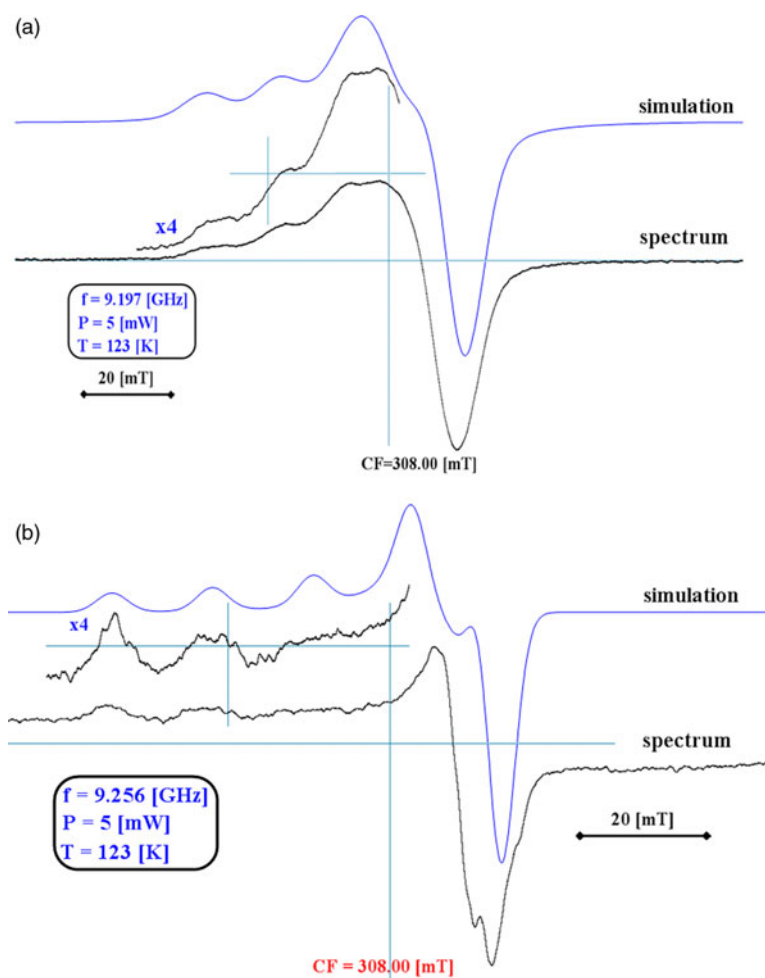 (a)
simulation
x4
spectrum
f = 9.197 [GHz]
P = 5 [mW]
T = 123 [K]
20 [mT]
CF=308.00 [mT]
(b)
simulation
x4
spectrum
f = 9.256 [GHz]
P = 5 [mW]
T = 123 [K]
20 [mT]
CF = 308.00 [mT]